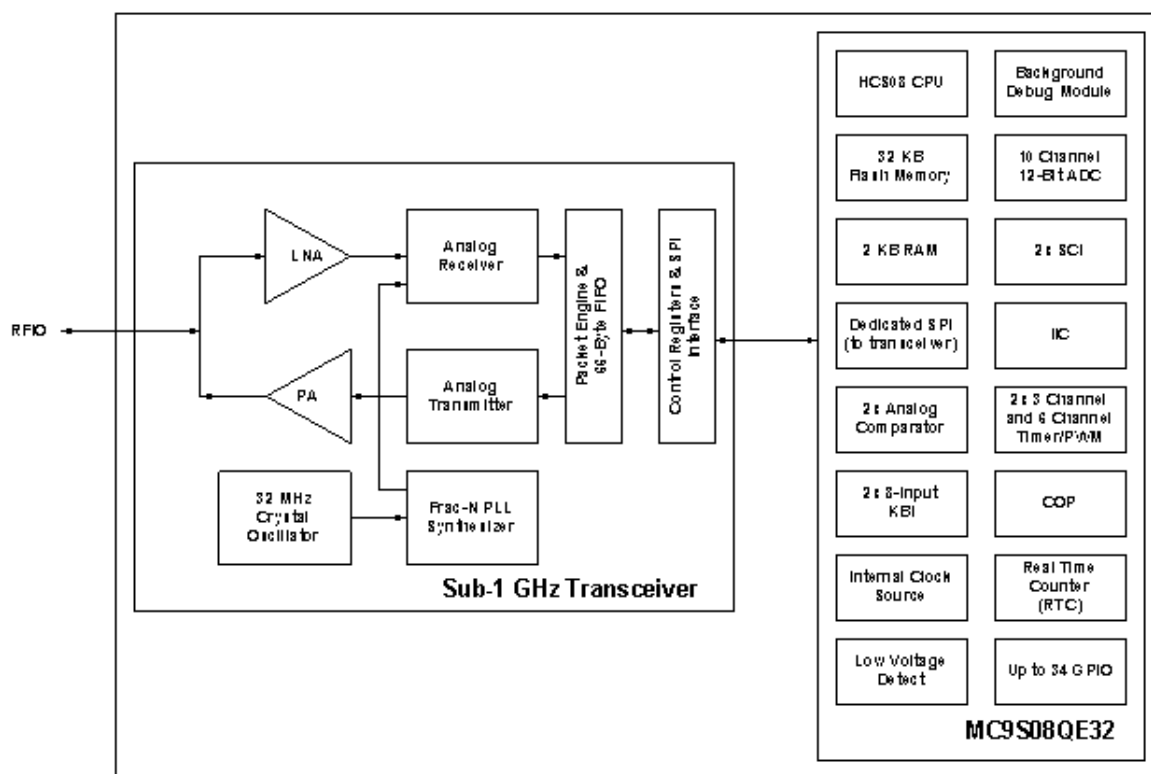 HCS08 CPU
Background
Debug Module
32 KB
Flash Memory
10 Channel
12-Bit ADC
2 KB RAM
2x SCI
Dedicated SPI
(to transceiver)
IIC
2x Analog
Comparator
2x 3 Channel
and 6 Channel
Timer/PWM
2x 8-Input
KBI
COP
Internal Clock
Source
Real Time
Counter
(RTC)
Low Voltage
Detect
Up to 34 GPIO
MC9S08QE32
RFIO
LNA
Analog
Receiver
Packet Engine &
66-Byte FIFO
Control Registers & SPI
Interface
PA
Analog
Transmitter
32 MHz
Crystal
Oscillator
Frac-N PLL
Synthesizer
Sub-1 GHz Transceiver